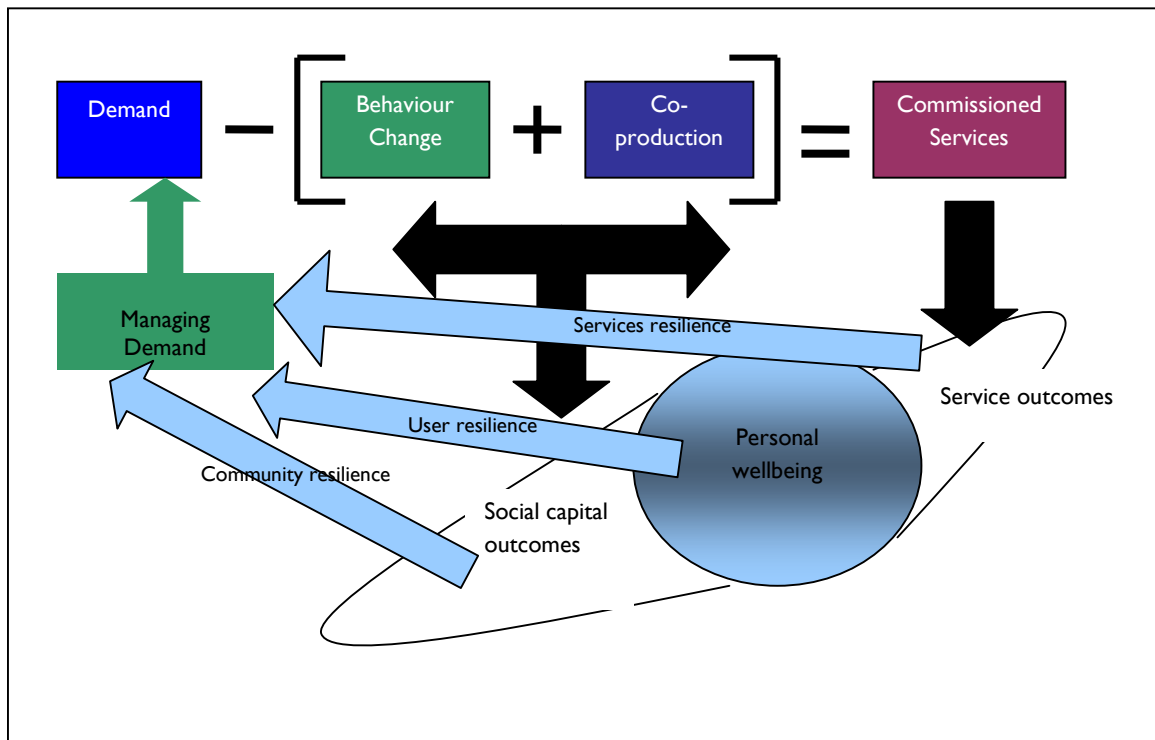 Demand
−
[
Behaviour
Change
+
Co-
production
]
=
Commissioned
Services
Managing
Demand
Services resilience
User resilience
Community resilience
Social capital
outcomes
Personal
wellbeing
Service outcomes